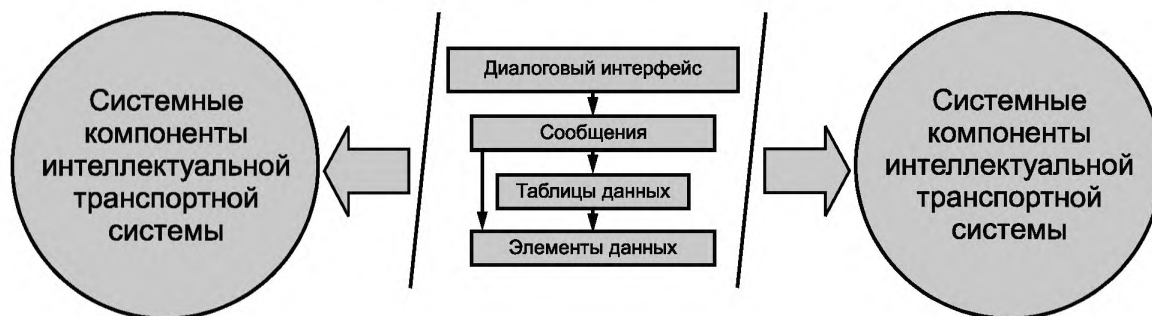 Системные
компоненты
интеллектуальной
транспортной
системы
Диалоговый интерфейс
Сообщения
Таблицы данных
Элементы данных
Системные
компоненты
интеллектуальной
транспортной
системы